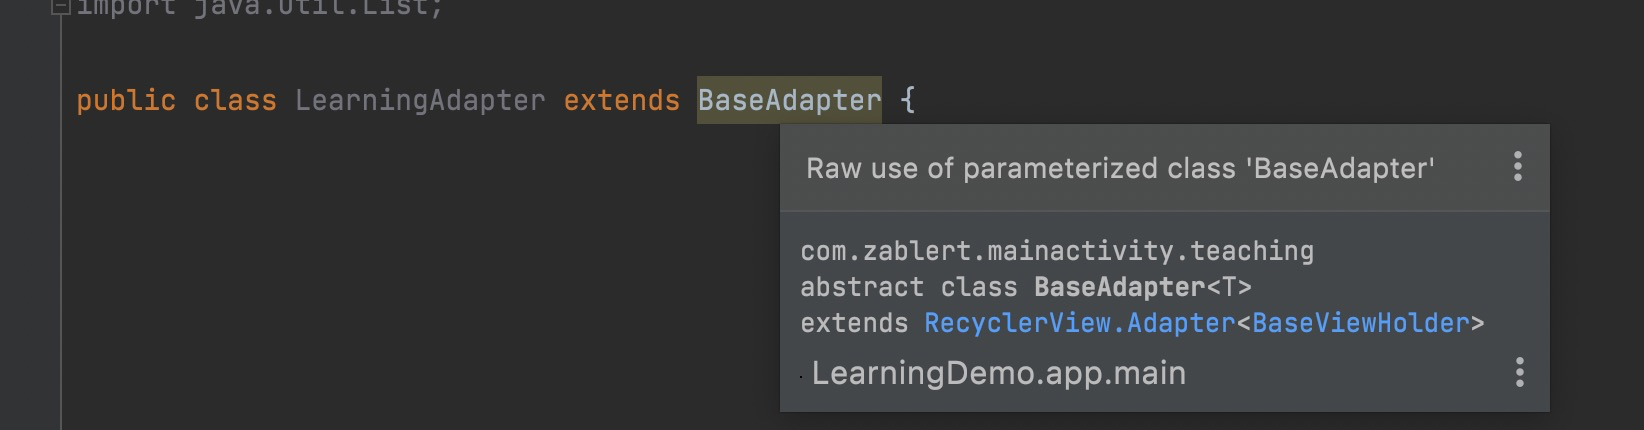 import java.util.List;
public class LearningAdapter extends BaseAdapter {
Raw use of parameterized class 'BaseAdapter'
com.zablert.mainactivity.teaching
abstract class BaseAdapter<T>
extends RecyclerView.Adapter<BaseViewHolder>
LearningDemo.app.main